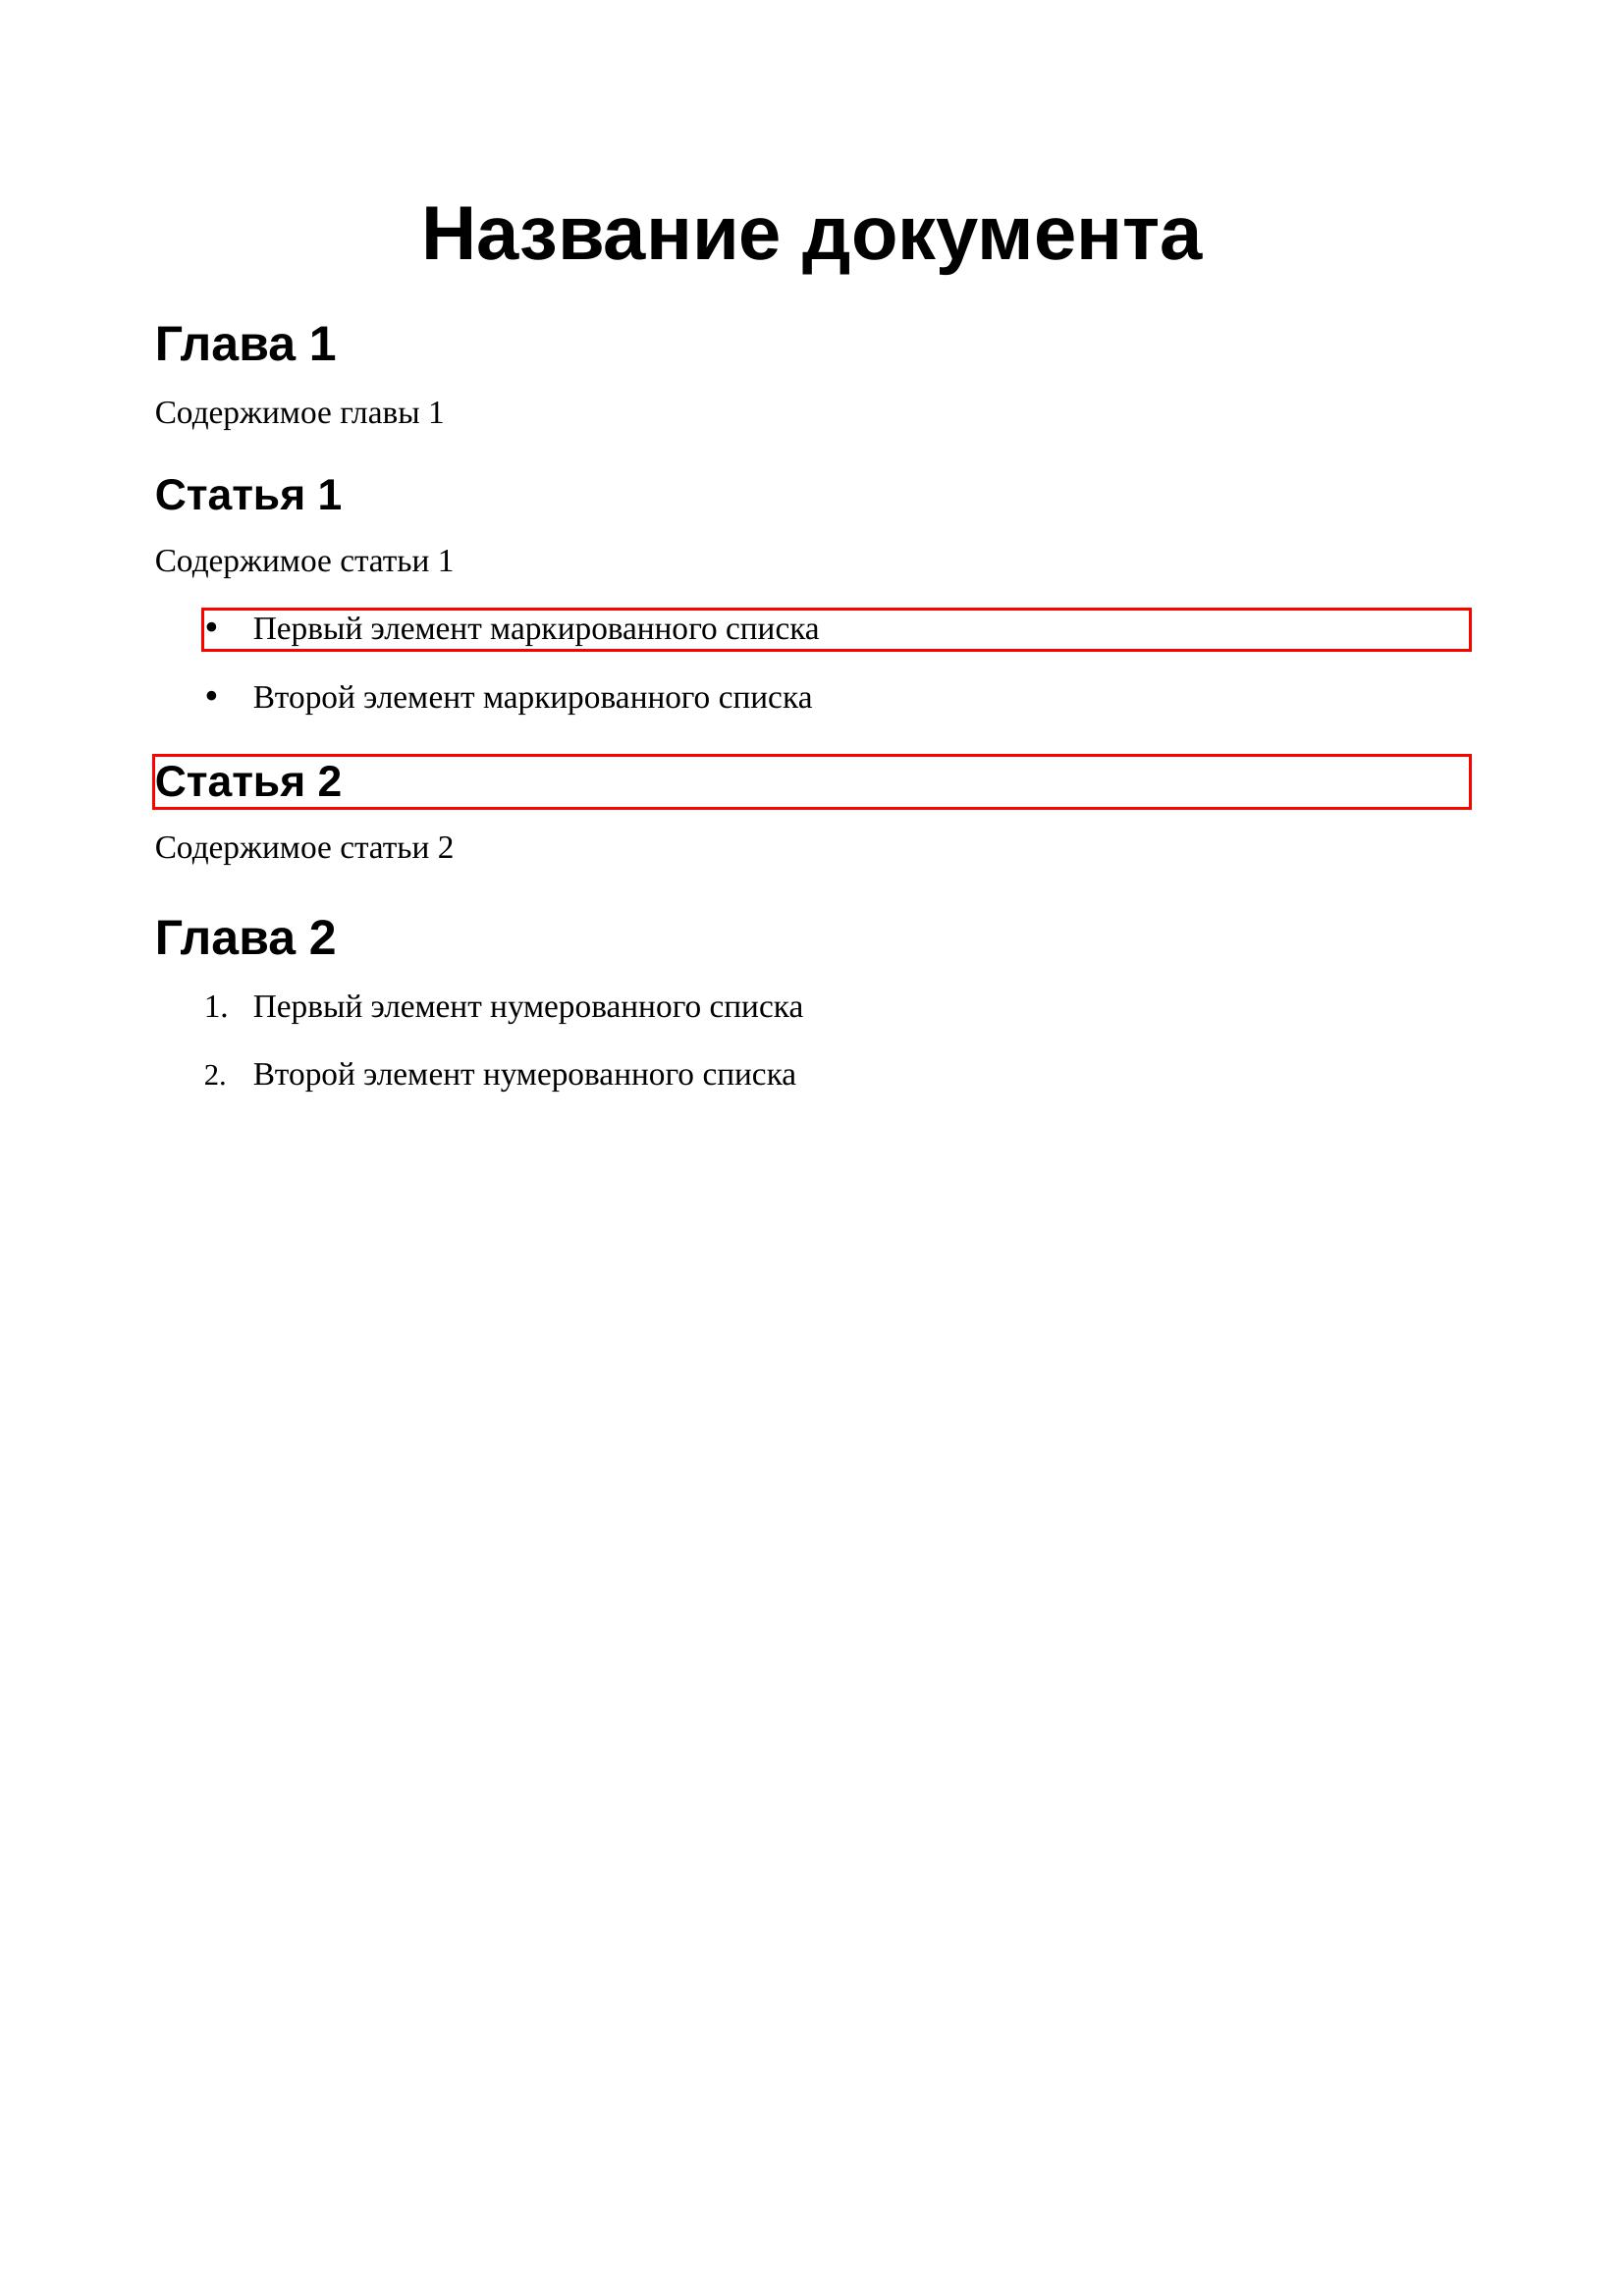 Название документа
Глава 1
Содержимое главы 1
Статья 1
Содержимое статьи 1
• Первый элемент маркированного списка
• Второй элемент маркированного списка
Статья 2
Содержимое статьи 2
Глава 2
1. Первый элемент нумерованного списка
2. Второй элемент нумерованного списка